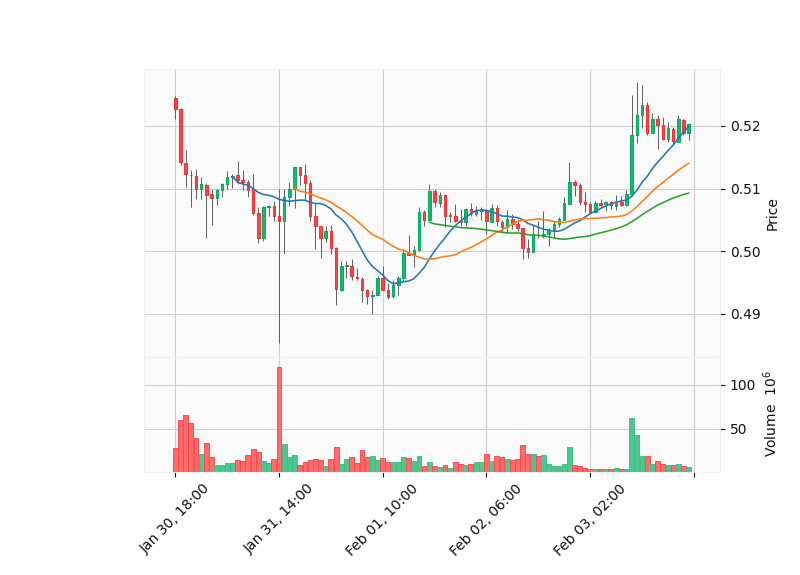 0.52
0.51
0.50
0.49
Price
100
50
Volume 10^6
Jan 30, 18:00
Jan 31, 14:00
Feb 01, 10:00
Feb 02, 06:00
Feb 03, 02:00